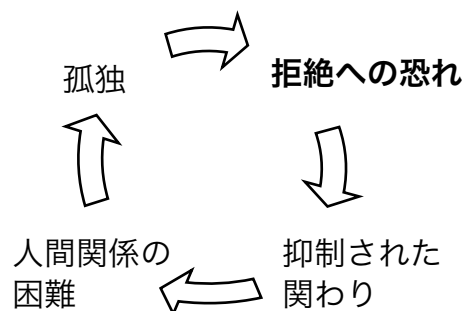 孤独
拒絶への恐れ
人間関係の
困難
抑制された
関わり